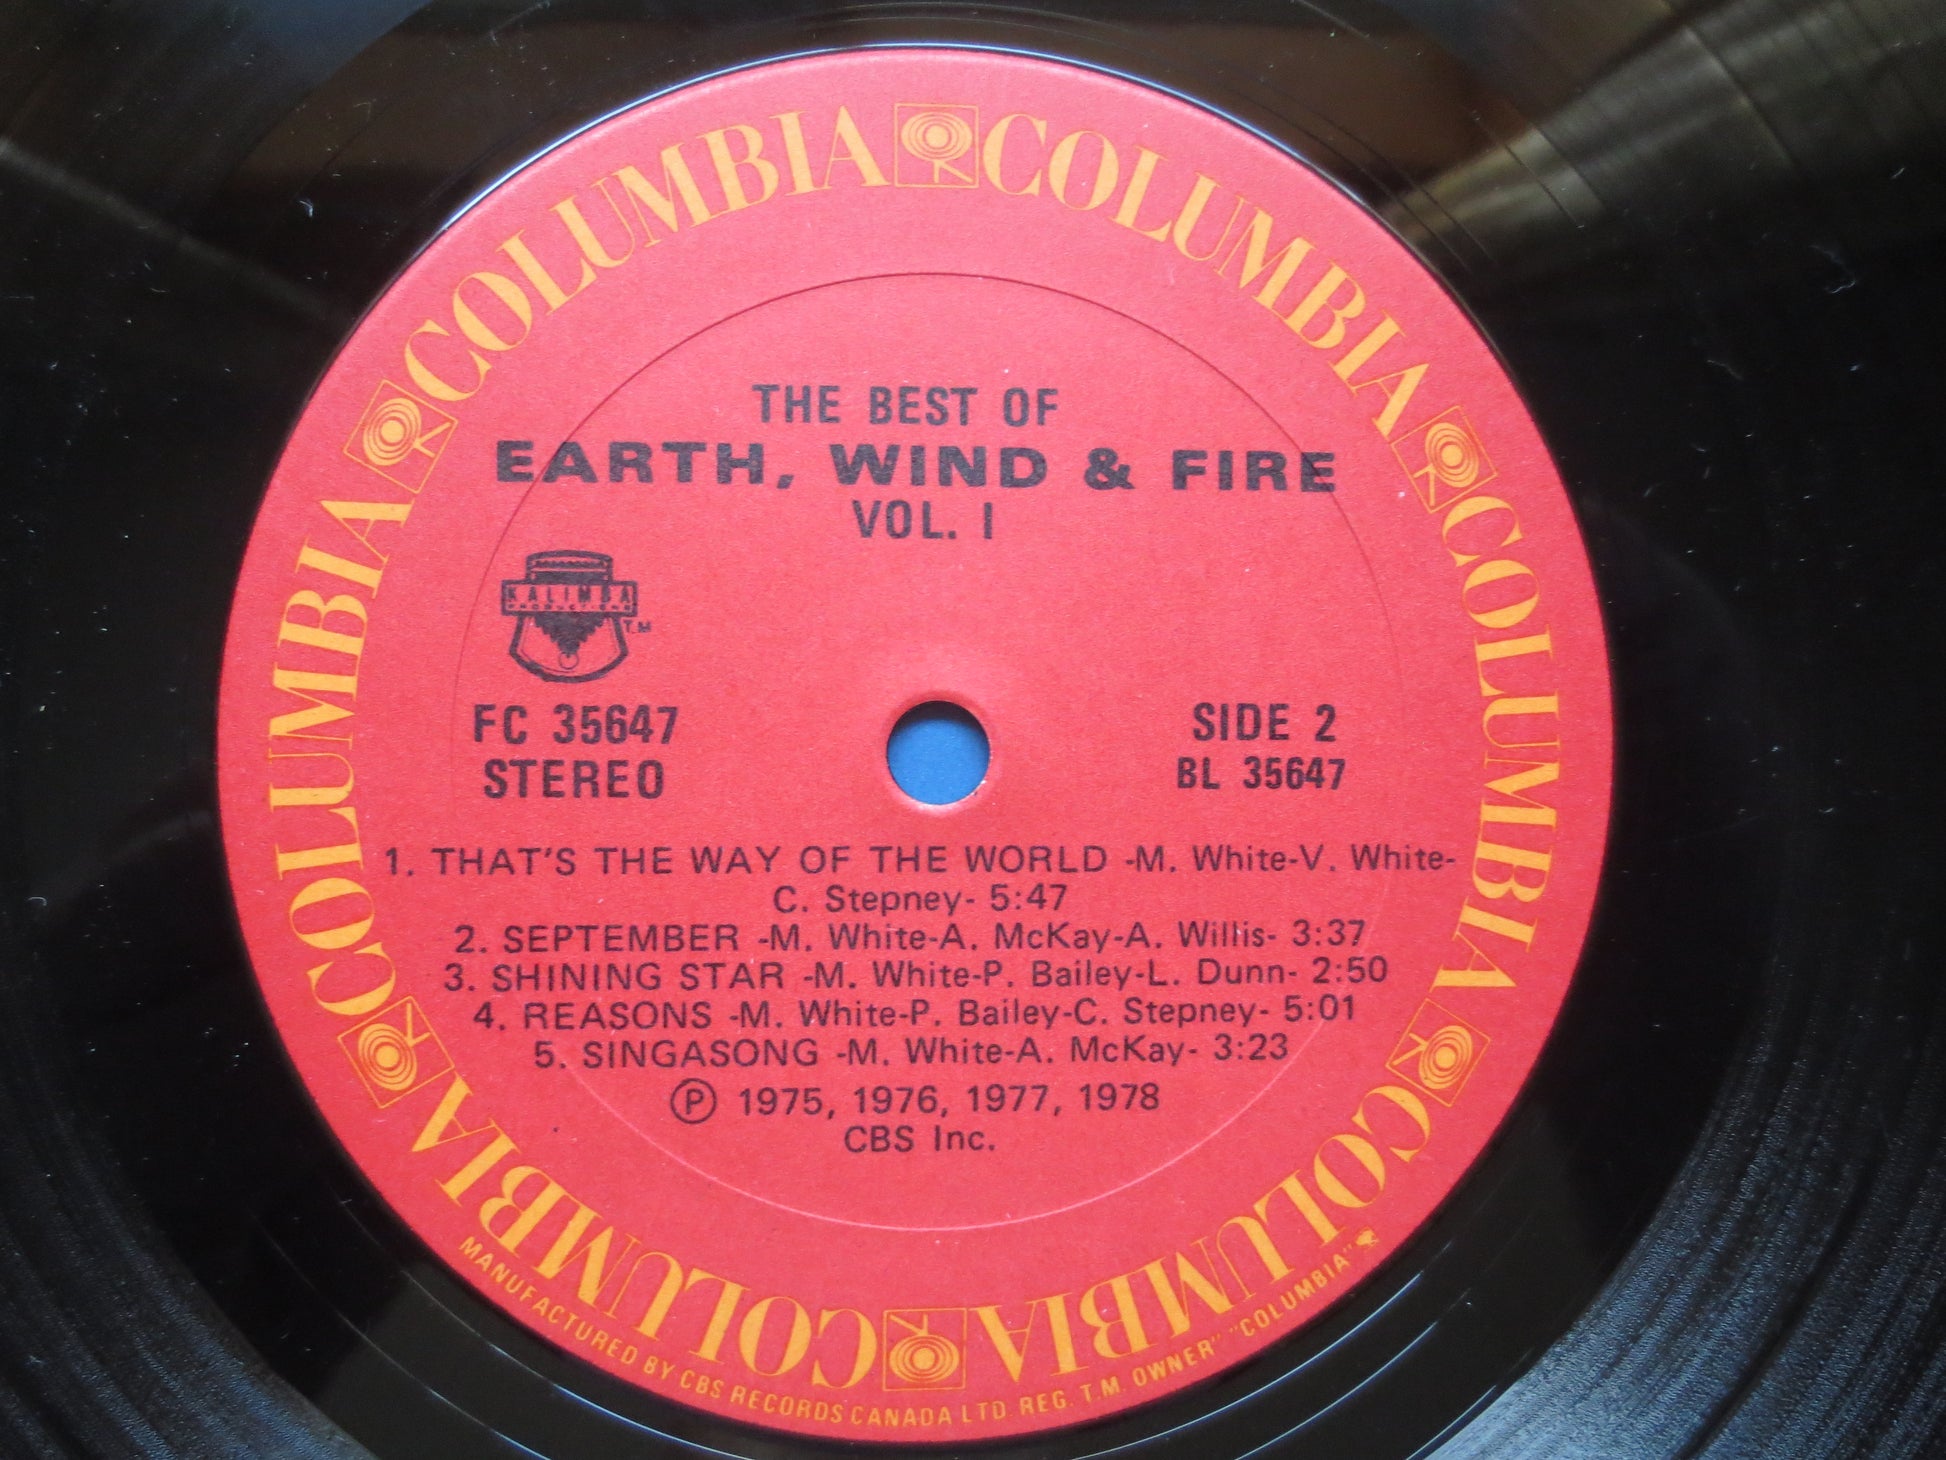 COLUMBIA COLUMBIA COLUMBIA COLUMBIA COLUMBIA COLUMBIA
THE BEST OF
EARTH, WIND & FIRE
VOL. I
KALIMBA
PRODUCTIONS
T.M.
FC 35647
STEREO
SIDE 2
BL 35647
1. THAT'S THE WAY OF THE WORLD -M. White-V. White-
C. Stepney- 5:47
2. SEPTEMBER -M. White-A. McKay-A. Willis- 3:37
3. SHINING STAR -M. White-P. Bailey-L. Dunn- 2:50
4. REASONS -M. White-P. Bailey-C. Stepney- 5:01
5. SINGASONG -M. White-A. McKay- 3:23
Ⓟ 1975, 1976, 1977, 1978
CBS Inc.
MANUFACTURED BY CBS RECORDS CANADA LTD. REG. T.M. OWNER" "COLUMBIA"